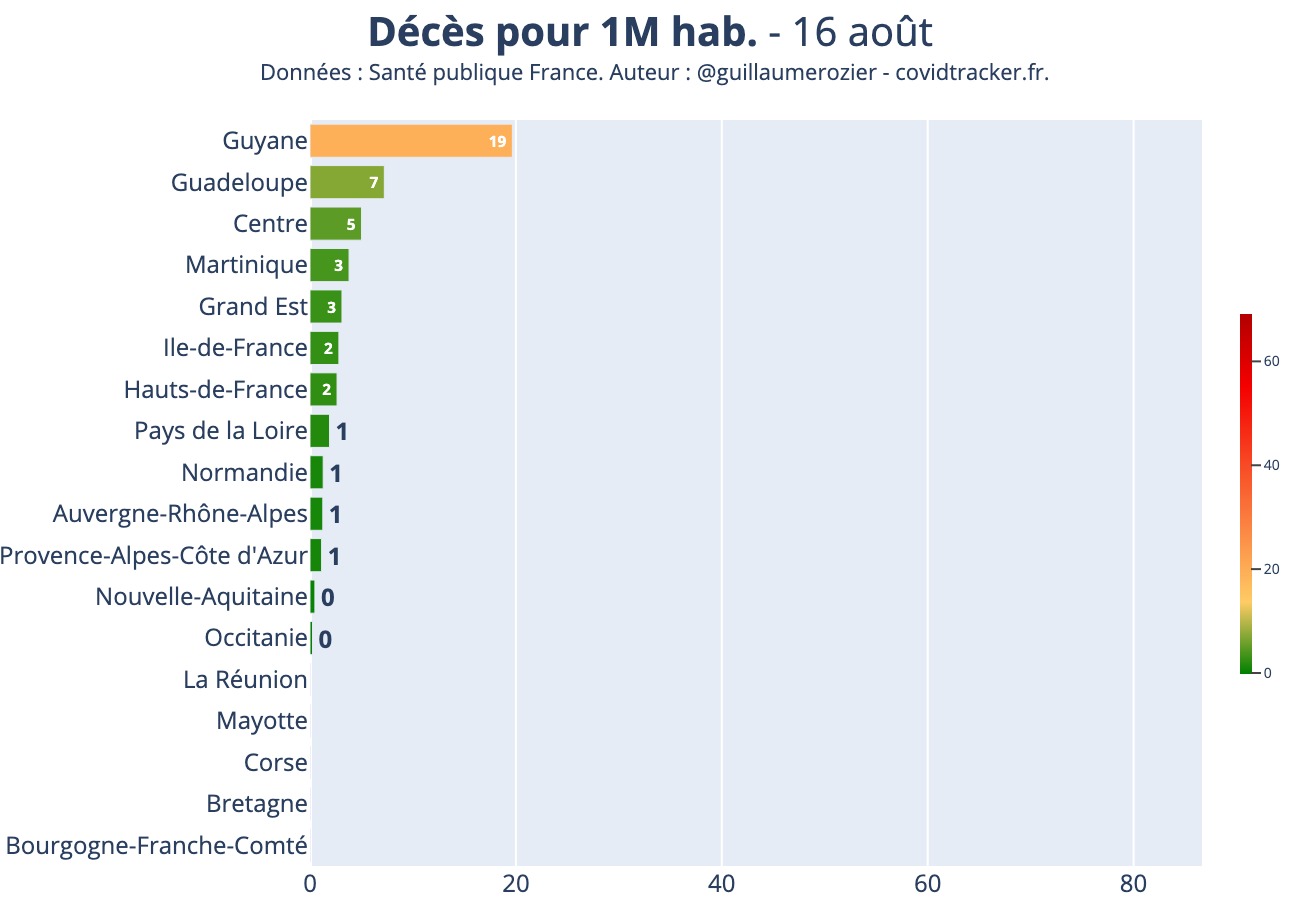 Décès pour 1M hab. - 16 août
Données : Santé publique France. Auteur : @guillaumerozier - covidtracker.fr.
Guyane 19
Guadeloupe 7
Centre 5
Martinique 3
Grand Est 3
Ile-de-France 2
Hauts-de-France 2
Pays de la Loire 1
Normandie 1
Auvergne-Rhône-Alpes 1
Provence-Alpes-Côte d'Azur 1
Nouvelle-Aquitaine 0
Occitanie 0
La Réunion
Mayotte
Corse
Bretagne
Bourgogne-Franche-Comté
0 20 40 60 80
60
40
20
0